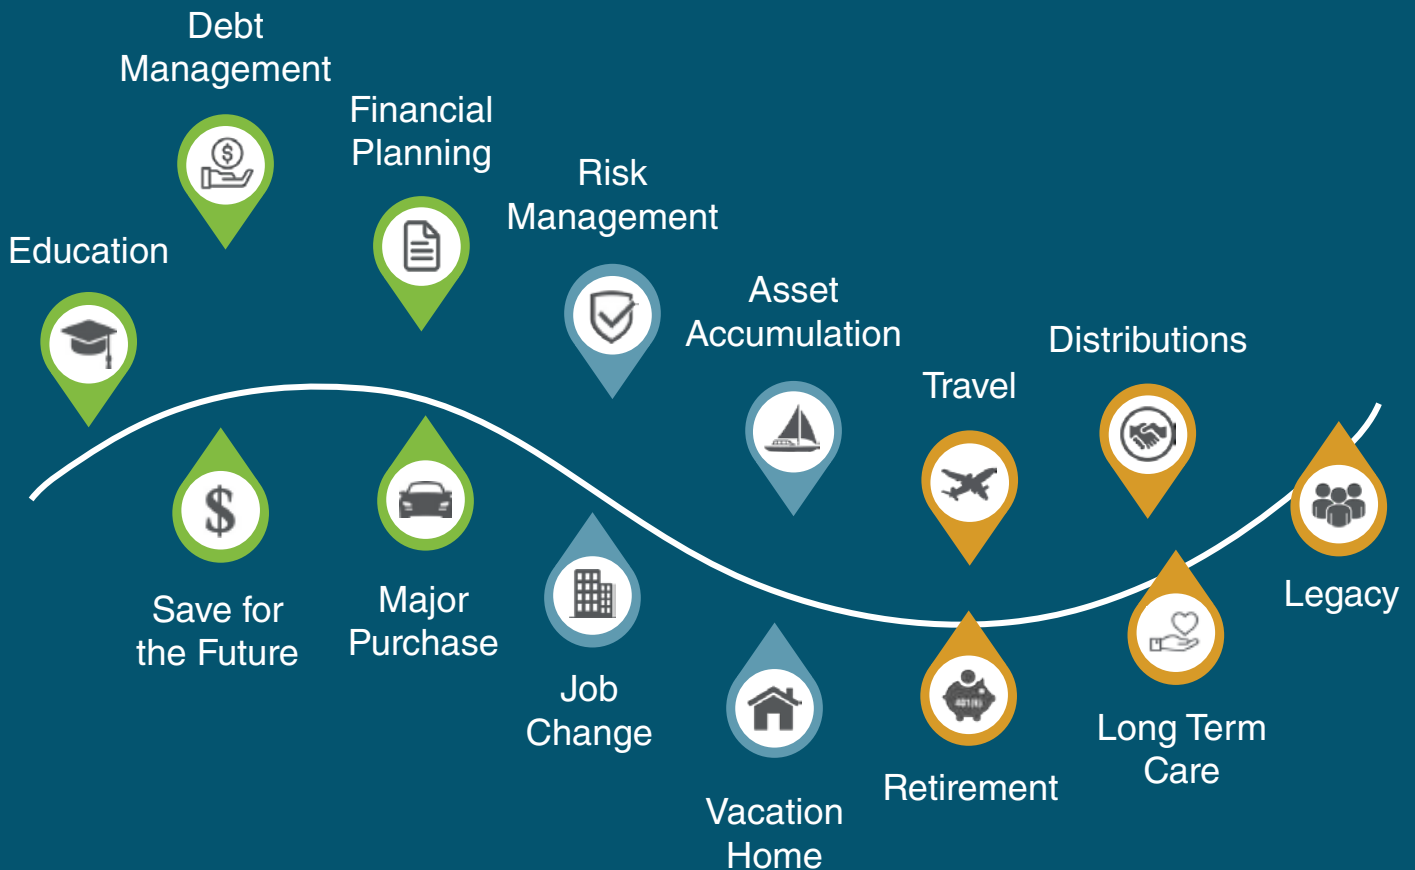 Debt
Management
Financial
Planning
Risk
Management
Education
Asset
Accumulation
Distributions
Travel
$
$
Save for
the Future
Major
Purchase
Job
Change
Vacation
Home
401(K)
Retirement
Long Term
Care
Legacy